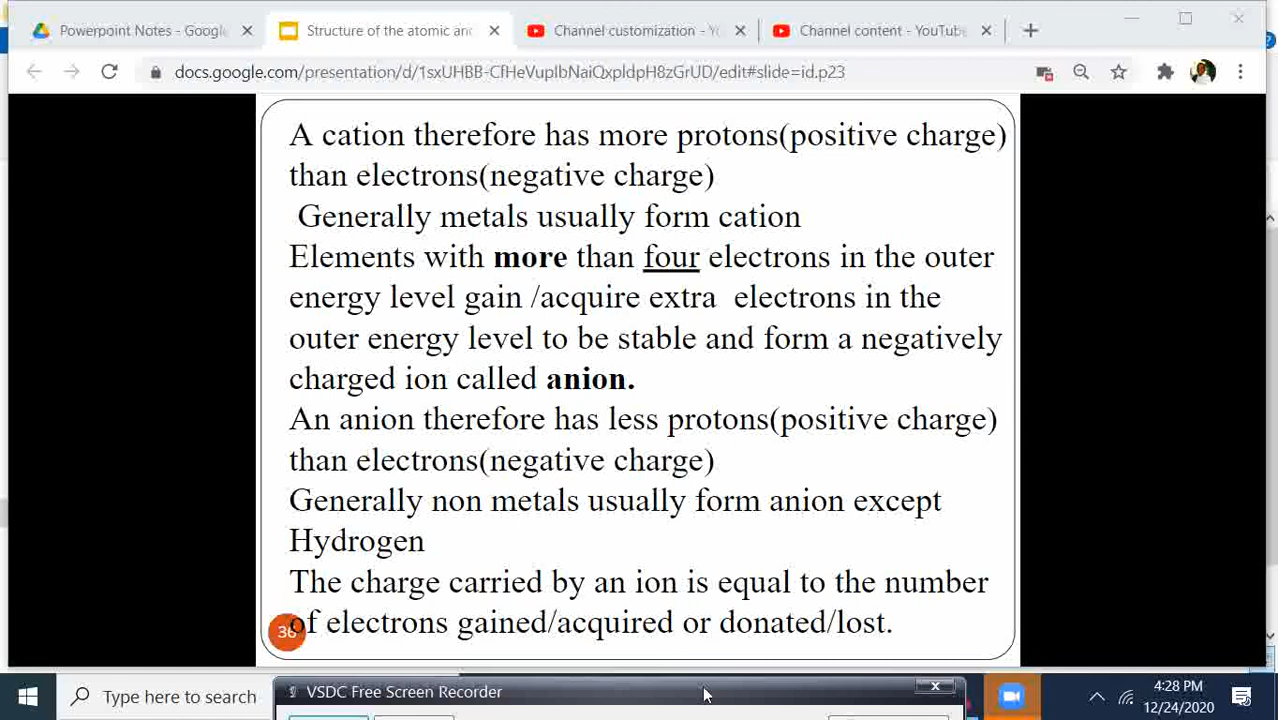 Powerpoint Notes - Google
Structure of the atomic and
Channel customization - Yo
Channel content - YouTube
docs.google.com/presentation/d/1sxUHBB-CfHeVupIbNaiQxpldpH8zGrUD/edit#slide=id.p23
A cation therefore has more protons(positive charge)
than electrons(negative charge)
Generally metals usually form cation
Elements with more than four electrons in the outer
energy level gain /acquire extra electrons in the
outer energy level to be stable and form a negatively
charged ion called anion.
An anion therefore has less protons(positive charge)
than electrons(negative charge)
Generally non metals usually form anion except
Hydrogen
The charge carried by an ion is equal to the number
of electrons gained/acquired or donated/lost.
36
VSDC Free Screen Recorder
Type here to search
4:28 PM
12/24/2020